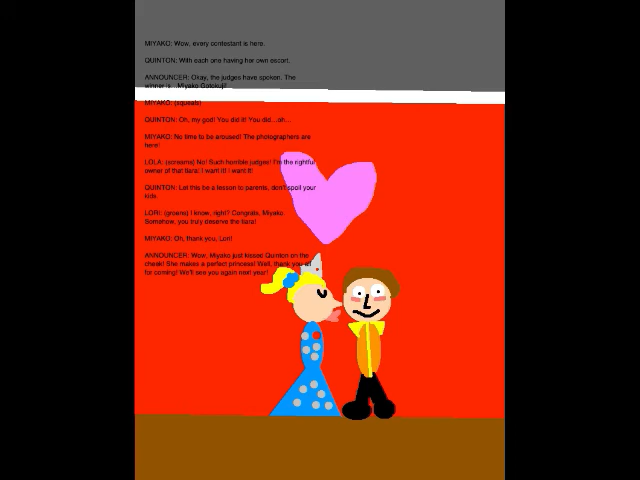 MIYAKO: Wow, every contestant is here.
QUINTON: With each one having her own escort.
ANNOUNCER: Okay, the judges have spoken. The
winner is...Miyako Gotokuji!
MIYAKO: (squeals)
QUINTON: Oh, my god! You did it! You did...oh...
MIYAKO: No time to be aroused! The photographers are
here!
LOLA: (screams) No! Such horrible judges! I'm the rightful
owner of that tiara! I want it! I want it!
QUINTON: Let this be a lesson to parents, don't spoil your
kids.
LORI: (groans) I know, right? Congrats, Miyako.
Somehow, you truly deserve the tiara!
MIYAKO: Oh, thank you, Lori!
ANNOUNCER: Wow, Miyako just kissed Quinton on the
cheek! She makes a perfect princess! Well, thank you all
for coming! We'll see you again next year!